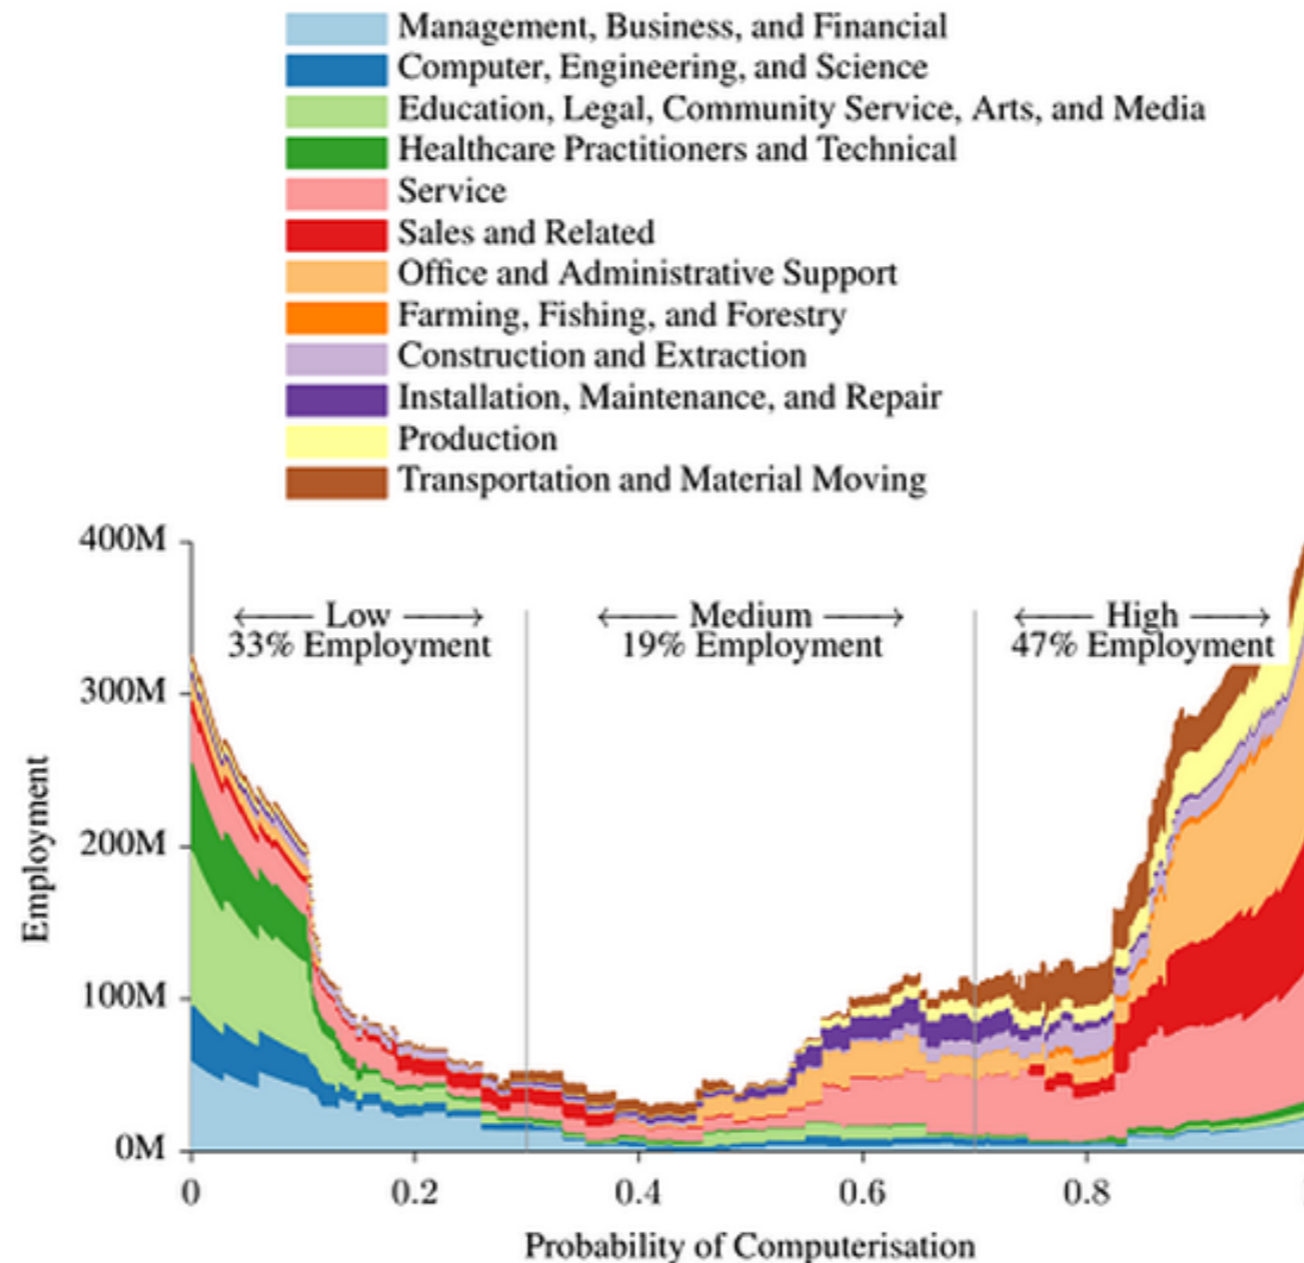 Management, Business, and Financial
Computer, Engineering, and Science
Education, Legal, Community Service, Arts, and Media
Healthcare Practitioners and Technical
Service
Sales and Related
Office and Administrative Support
Farming, Fishing, and Forestry
Construction and Extraction
Installation, Maintenance, and Repair
Production
Transportation and Material Moving
400M
←— Low —→
←— Medium —→
←— High —→
33% Employment
19% Employment
47% Employment
300M
200M
100M
0M
Employment
0 0.2 0.4 0.6 0.8
Probability of Computerisation